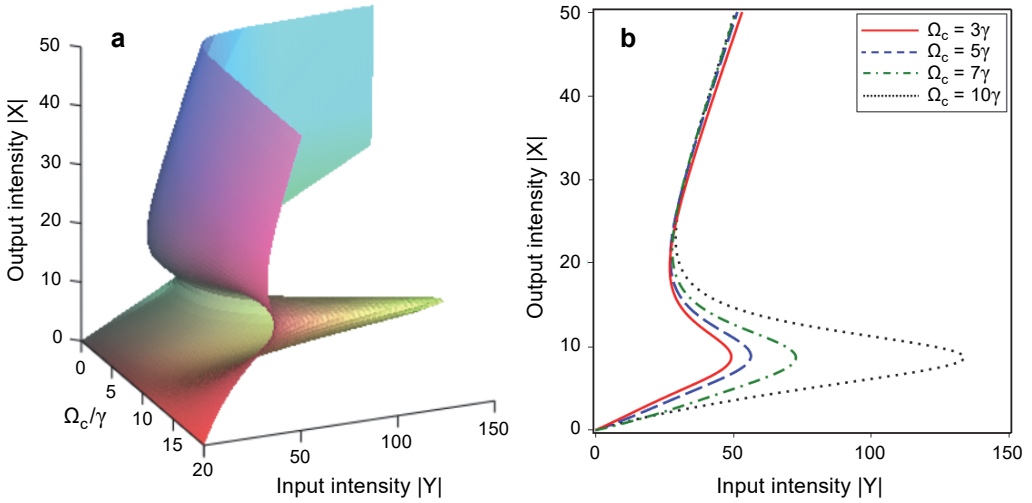 a
Output intensity |X|
50
40
30
20
10
0
0
5
10
15
20
Ωc/γ
50
100
150
Input intensity |Y|
b
Output intensity |X|
50
40
30
20
10
0
0
50
100
150
Input intensity |Y|
Ωc = 3γ
Ωc = 5γ
Ωc = 7γ
Ωc = 10γ